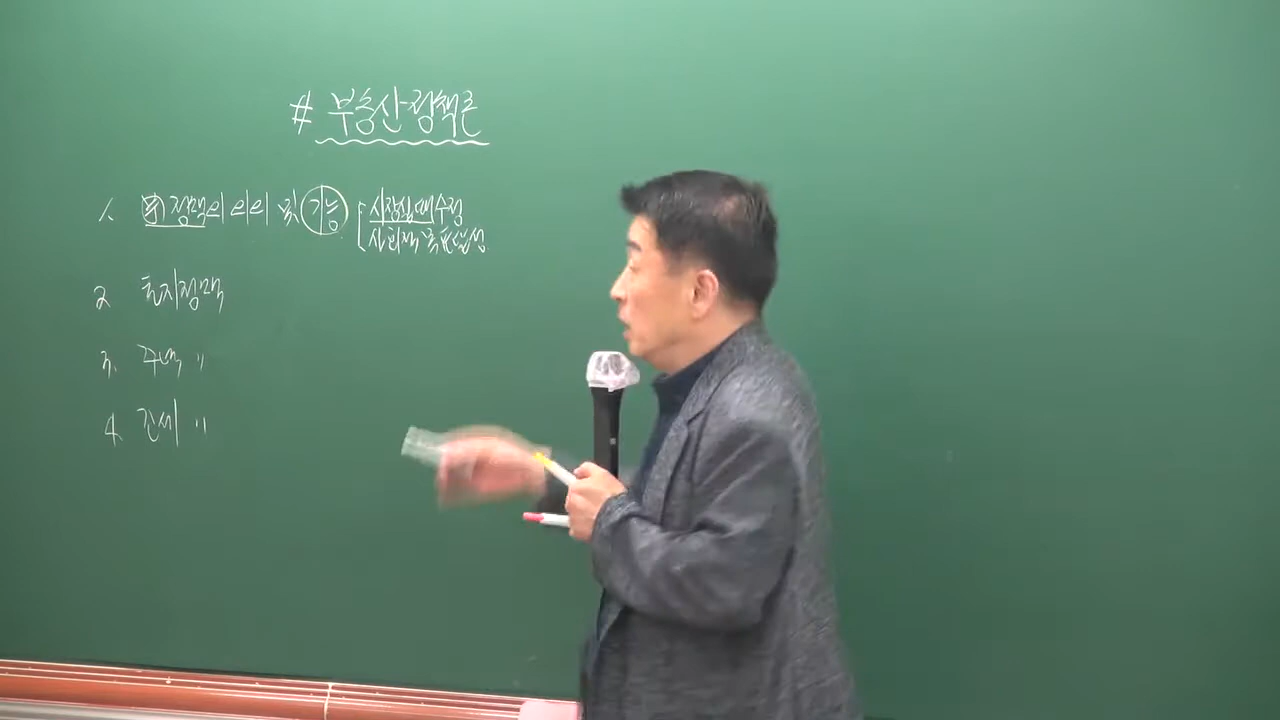 # 부동산정책론
1. 부 정책의 의의 및 기능 [시장실패 수정
사회적 목표달성
2. 토지정책
3. 주택 "
4. 조세 "